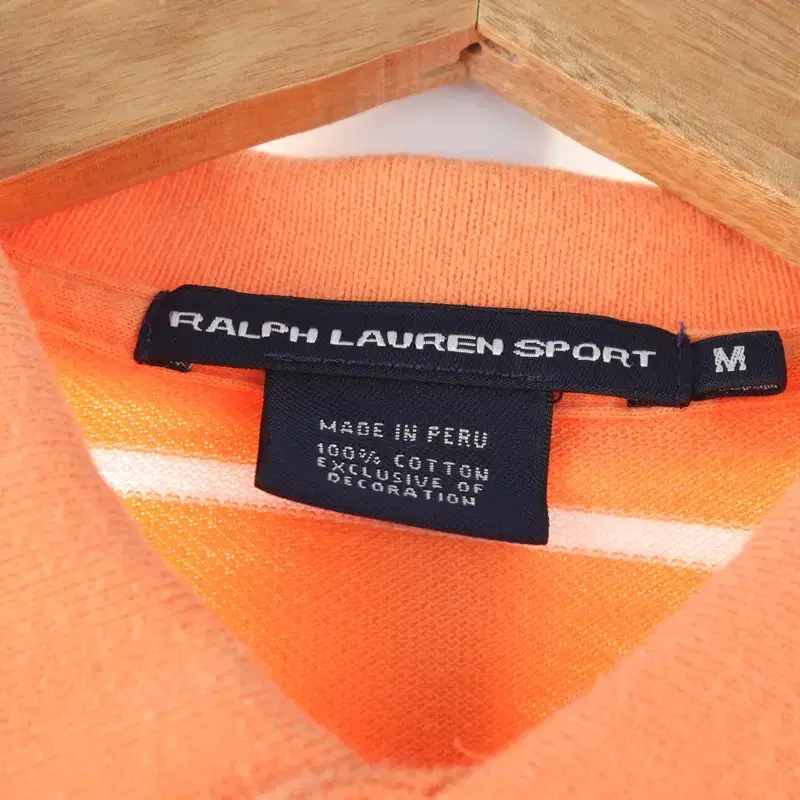 RALPH LAUREN SPORT
M
MADE IN PERU
100% COTTON
EXCLUSIVE OF
DECORATION